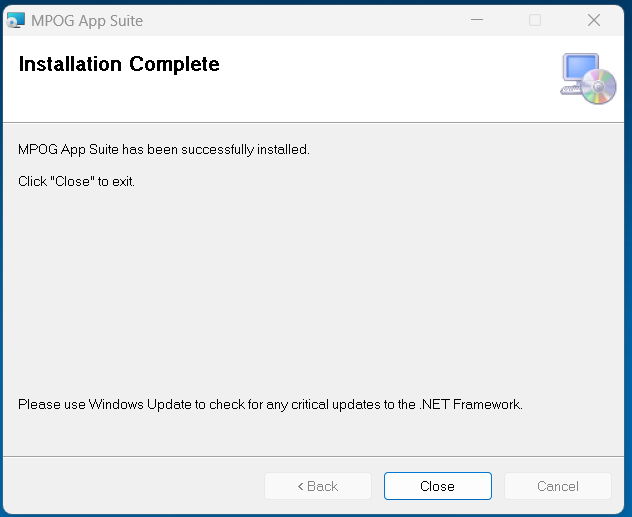 MPOG App Suite
Installation Complete
MPOG App Suite has been successfully installed.
Click "Close" to exit.
Please use Windows Update to check for any critical updates to the .NET Framework.
< Back
Close
Cancel